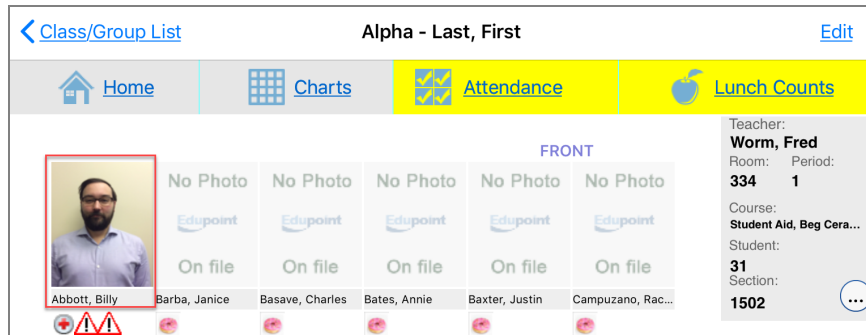 Class/Group List
Alpha - Last, First
Edit
Home
Charts
Attendance
Lunch Counts
FRONT
No Photo
Edupoint
On file
No Photo
Edupoint
On file
No Photo
Edupoint
On file
No Photo
Edupoint
On file
No Photo
Edupoint
On file
Abbott, Billy
Barba, Janice
Basave, Charles
Bates, Annie
Baxter, Justin
Campuzano, Rac...
Teacher:
Worm, Fred
Room: Period:
334 1
Course:
Student Aid, Beg Cera...
Student:
31
Section:
1502
...